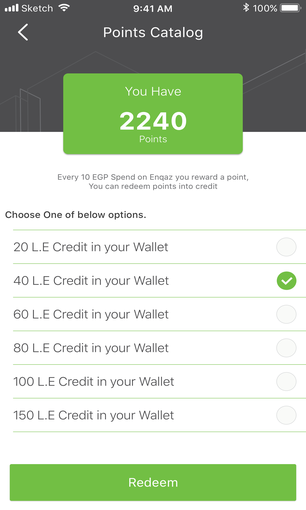 Sketch
9:41 AM
100%
Points Catalog
You Have
2240
Points
Every 10 EGP Spend on Enqaz you reward a point,
You can redeem points into credit
Choose One of below options.
20 L.E Credit in your Wallet
40 L.E Credit in your Wallet
60 L.E Credit in your Wallet
80 L.E Credit in your Wallet
100 L.E Credit in your Wallet
150 L.E Credit in your Wallet
Redeem